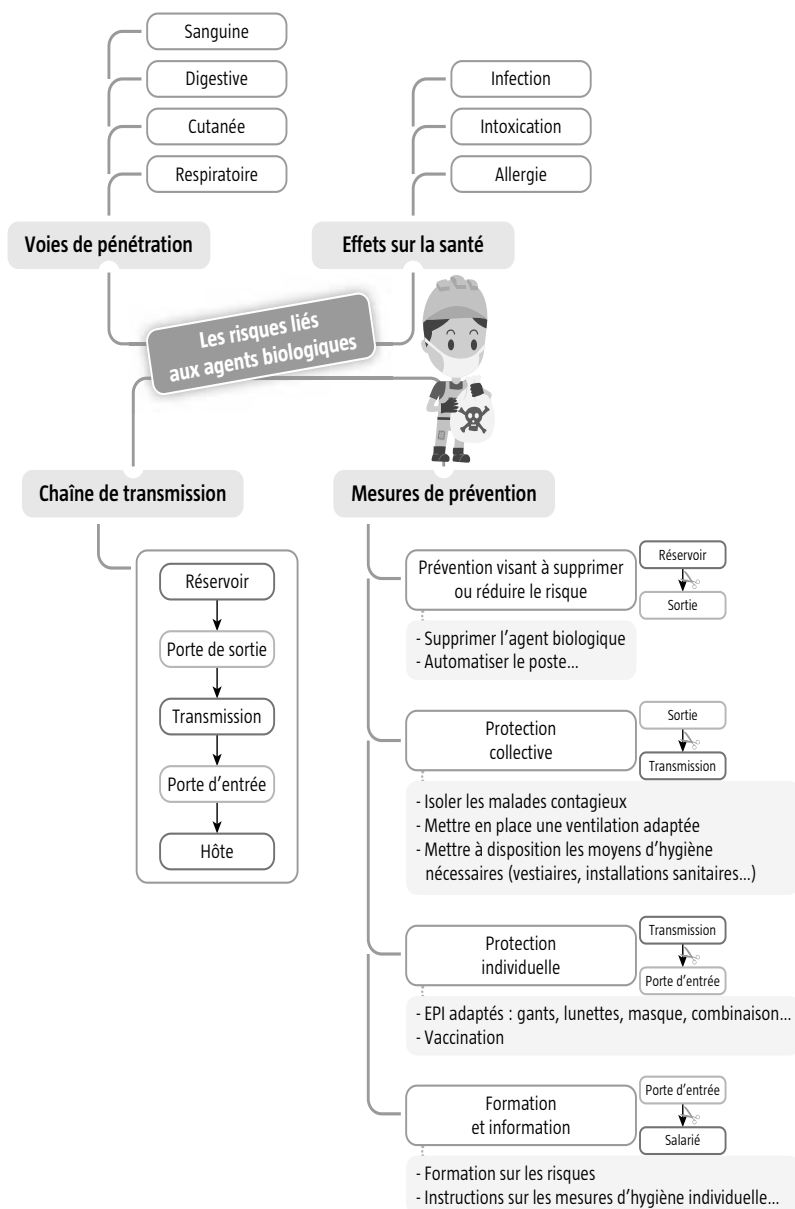 Sanguine
Digestive
Cutanée
Respiratoire
Voies de pénétration
Infection
Intoxication
Allergie
Effets sur la santé
Les risques liés
aux agents biologiques
Chaîne de transmission
Réservoir
Porte de sortie
Transmission
Porte d'entrée
Hôte
Mesures de prévention
Prévention visant à supprimer
ou réduire le risque
Réservoir
Sortie
- Supprimer l'agent biologique
- Automatiser le poste...
Protection
collective
Sortie
Transmission
- Isoler les malades contagieux
- Mettre en place une ventilation adaptée
- Mettre à disposition les moyens d'hygiène
nécessaires (vestiaires, installations sanitaires...)
Protection
individuelle
Transmission
Porte d'entrée
- EPI adaptés : gants, lunettes, masque, combinaison...
- Vaccination
Formation
et information
Porte d'entrée
Salarié
- Formation sur les risques
- Instructions sur les mesures d'hygiène individuelle...